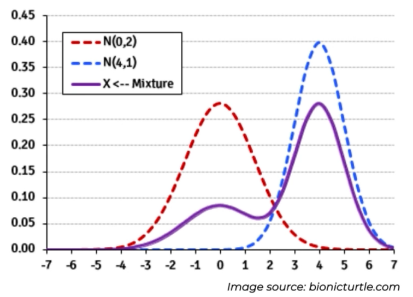 0.45
0.40
0.35
0.30
0.25
0.20
0.15
0.10
0.05
0.00
N(0,2)
N(4,1)
X <-- Mixture
-7 -6 -5 -4 -3 -2 -1 0 1 2 3 4 5 6 7
Image source: bionicturtle.com